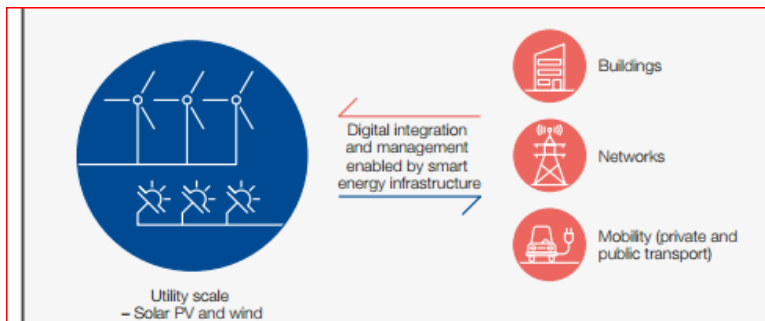 Buildings
Digital integration
and management
enabled by smart
energy infrastructure
Networks
Mobility (private and
public transport)
Utility scale
– Solar PV and wind